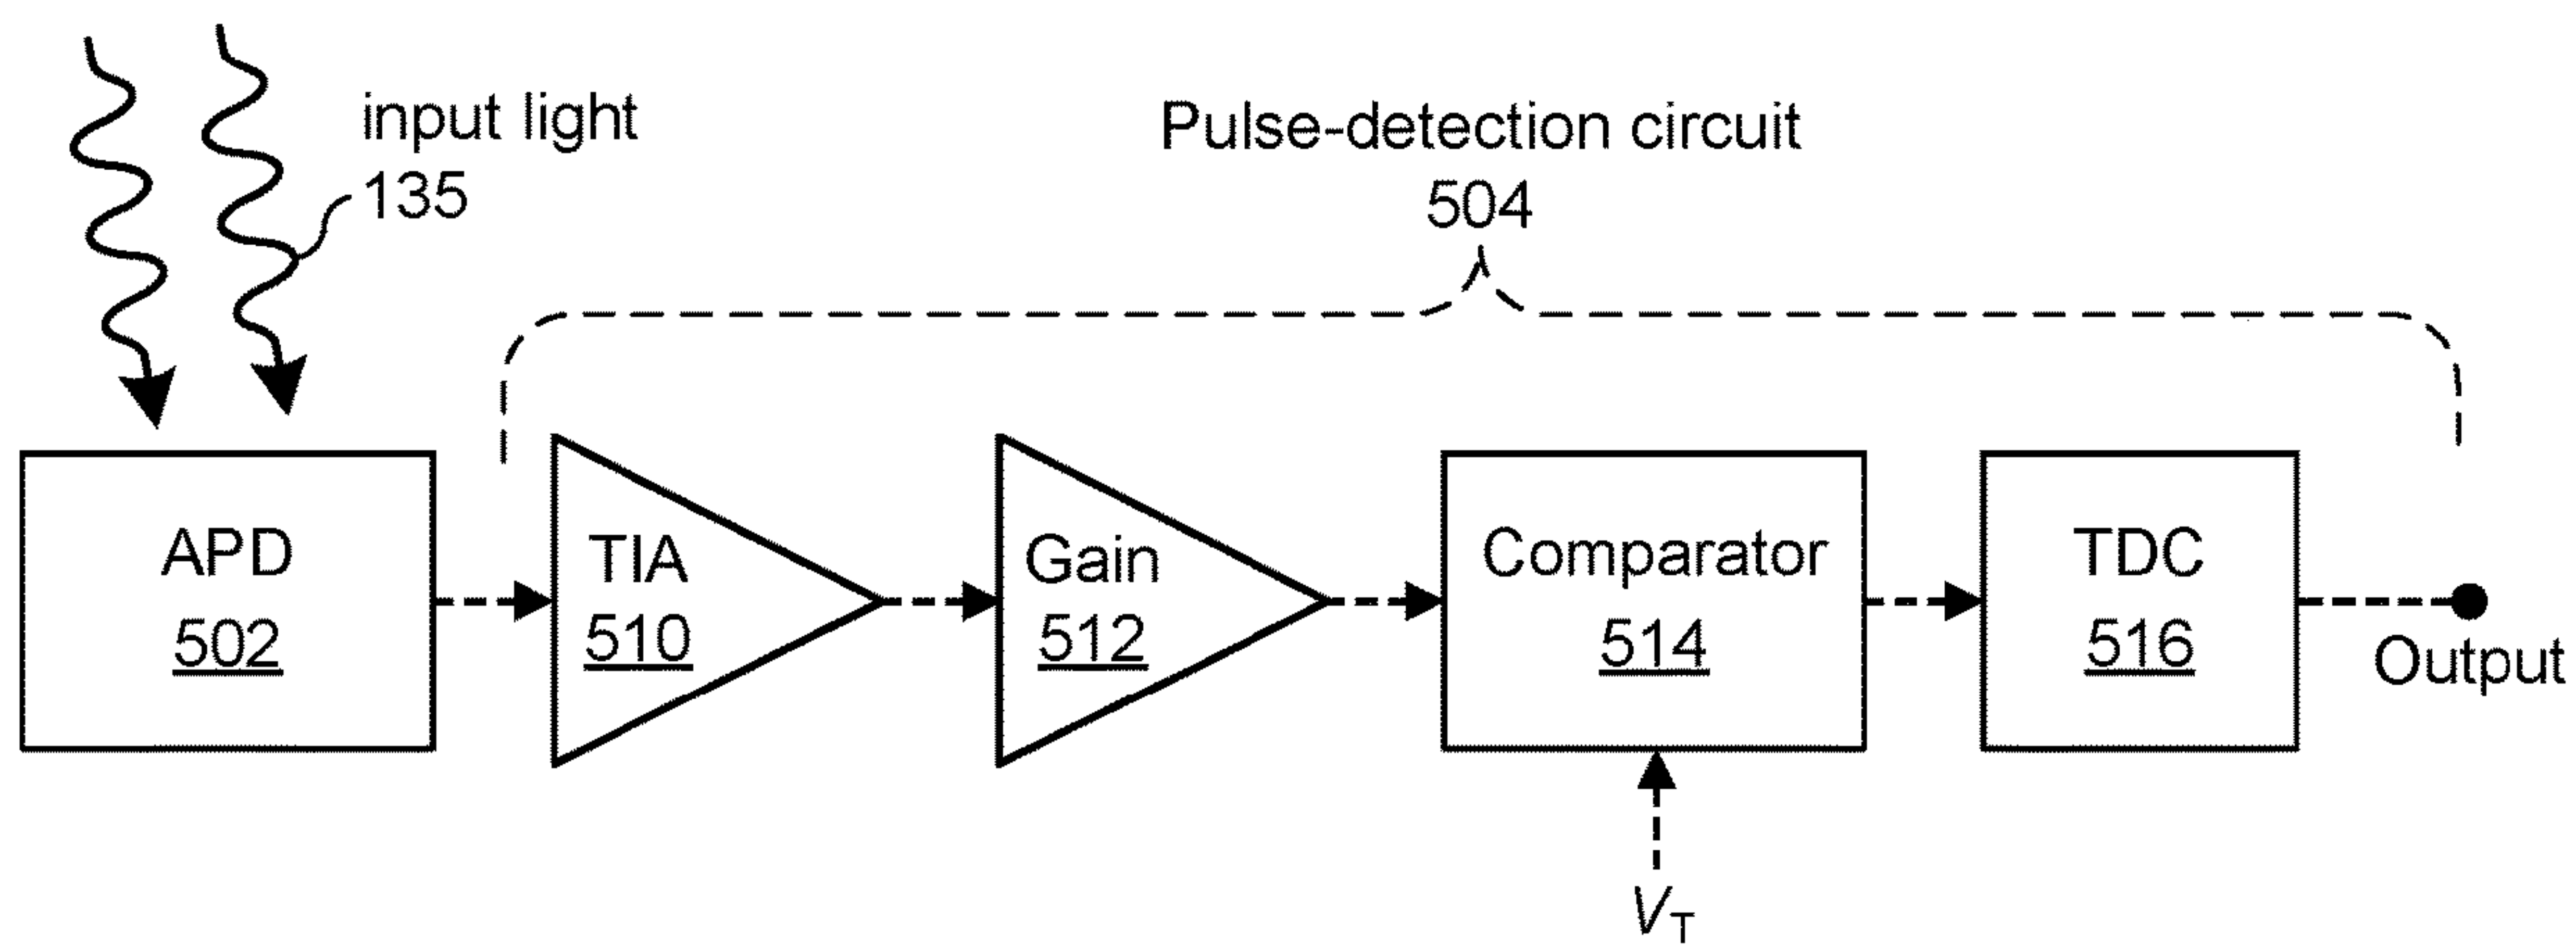 input light
135
Pulse-detection circuit
504
APD
502
TIA
510
Gain
512
Comparator
514
TDC
516
Output
VT